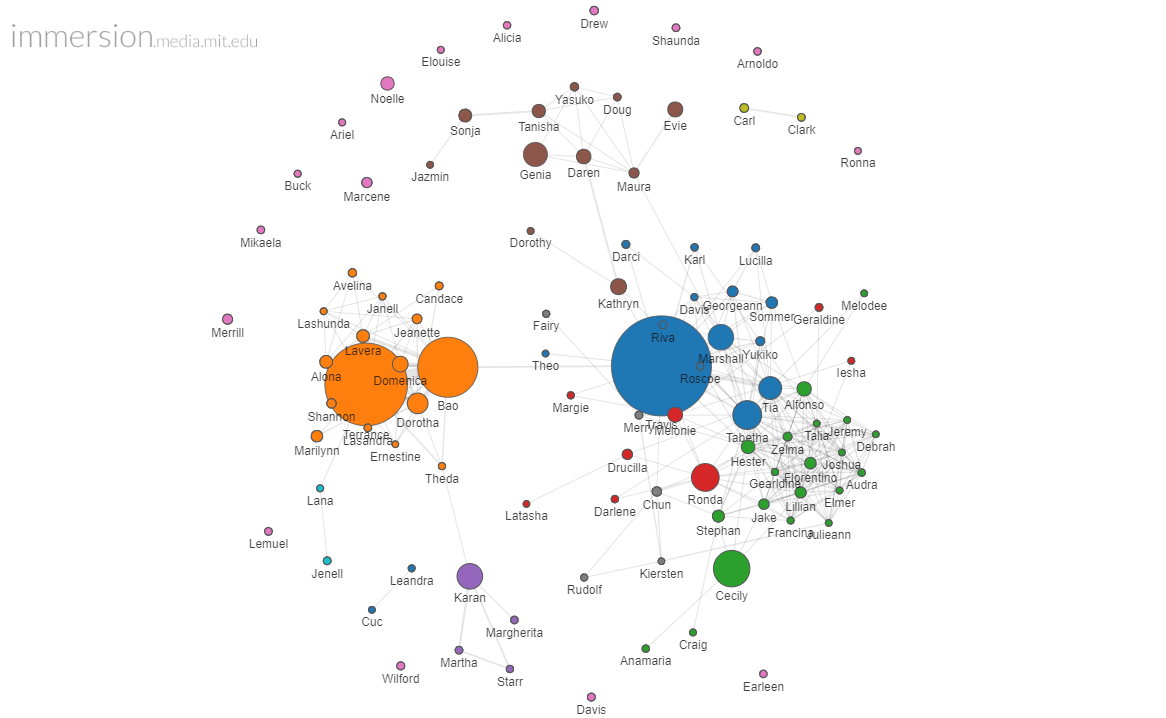 immersion.media.mit.edu
Drew
Alicia
Shaunda
Elouise
Arnoldo
Noelle
Yasuko
Doug
Carl
Tanisha
Evie
Sonja
Clark
Ariel
Ronna
Genia
Daren
Jazmin
Buck
Maura
Marcene
Mikaela
Dorothy
Darci
Karl
Lucilla
Avelina
Candace
Kathryn
Janell
Davis
Georgeann
Melodee
Sommer
Geraldine
Lashunda
Fairy
Merrill
Jeanette
Riva
Lavera
Marshall
Yukiko
Theo
Iesha
Alona
Domenica
Roscoe
Bao
Margie
Tia
Alfonso
Shannon
Dorotha
Merry
Travis
Melonie
Terrance
Lasandra
Tabetha
Talia
Jeremy
Marilynn
Ernestine
Zelma
Debrah
Hester
Drucilla
Joshua
Theda
Florentino
Gearldine
Audra
Lana
Ronda
Latasha
Darlene
Chun
Lillian
Elmer
Jake
Stephan
Francina
Julieann
Lemuel
Jenell
Leandra
Kiersten
Rudolf
Karan
Cecily
Cuc
Margherita
Craig
Martha
Anamaria
Wilford
Starr
Earleen
Davis